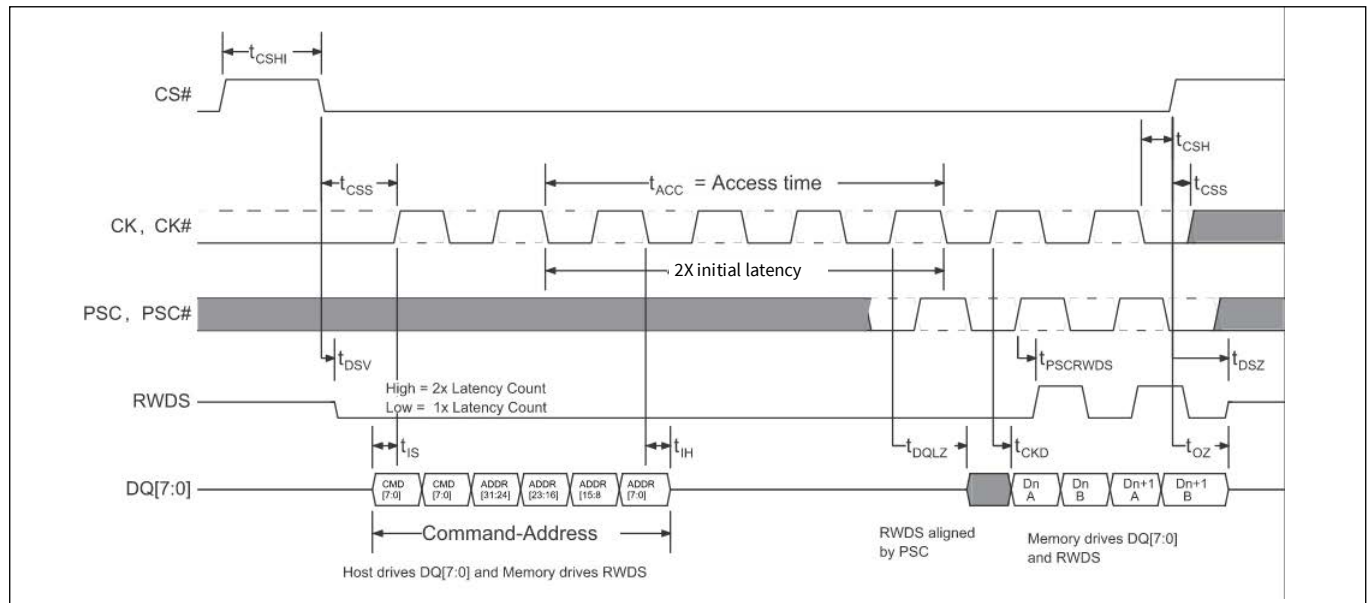 tCSHI
CS#
tCSH
tCSS
tACC = Access time
tCSS
CK, CK#
2X initial latency
PSC, PSC#
tDSV
tPSCRWDS
tDSZ
High = 2x Latency Count
Low = 1x Latency Count
RWDS
tIS
tIH
tDQLZ
tCKD
tOZ
DQ[7:0]
CMD [7:0]
CMD [7:0]
ADDR [31:24]
ADDR [23:16]
ADDR [15:8
ADDR [7:0]
Dn A
Dn B
Dn+1 A
Dn+1 B
Command-Address
RWDS aligned
by PSC
Memory drives DQ[7:0]
and RWDS
Host drives DQ[7:0] and Memory drives RWDS